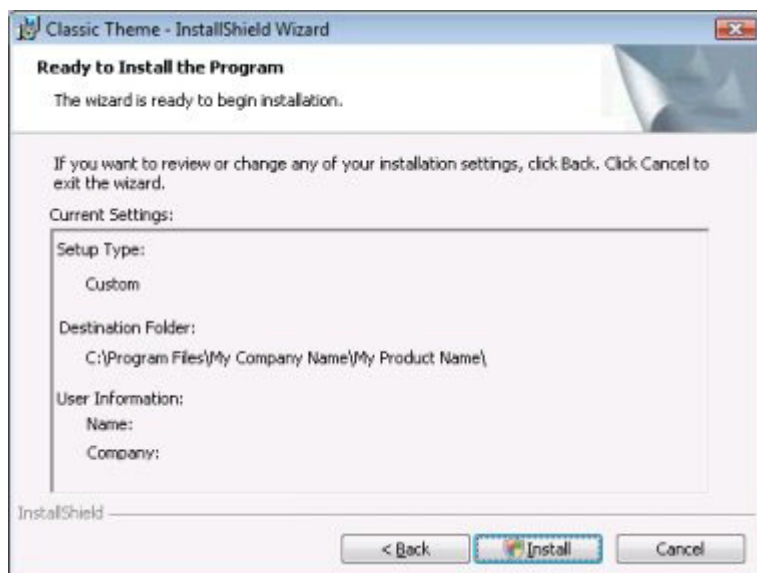 Classic Theme - InstallShield Wizard
Ready to Install the Program
The wizard is ready to begin installation.
If you want to review or change any of your installation settings, click Back. Click Cancel to
exit the wizard.
Current Settings:
Setup Type:
Custom
Destination Folder:
C:\Program Files\My Company Name\My Product Name\
User Information:
Name:
Company:
InstallShield
< Back
Install
Cancel